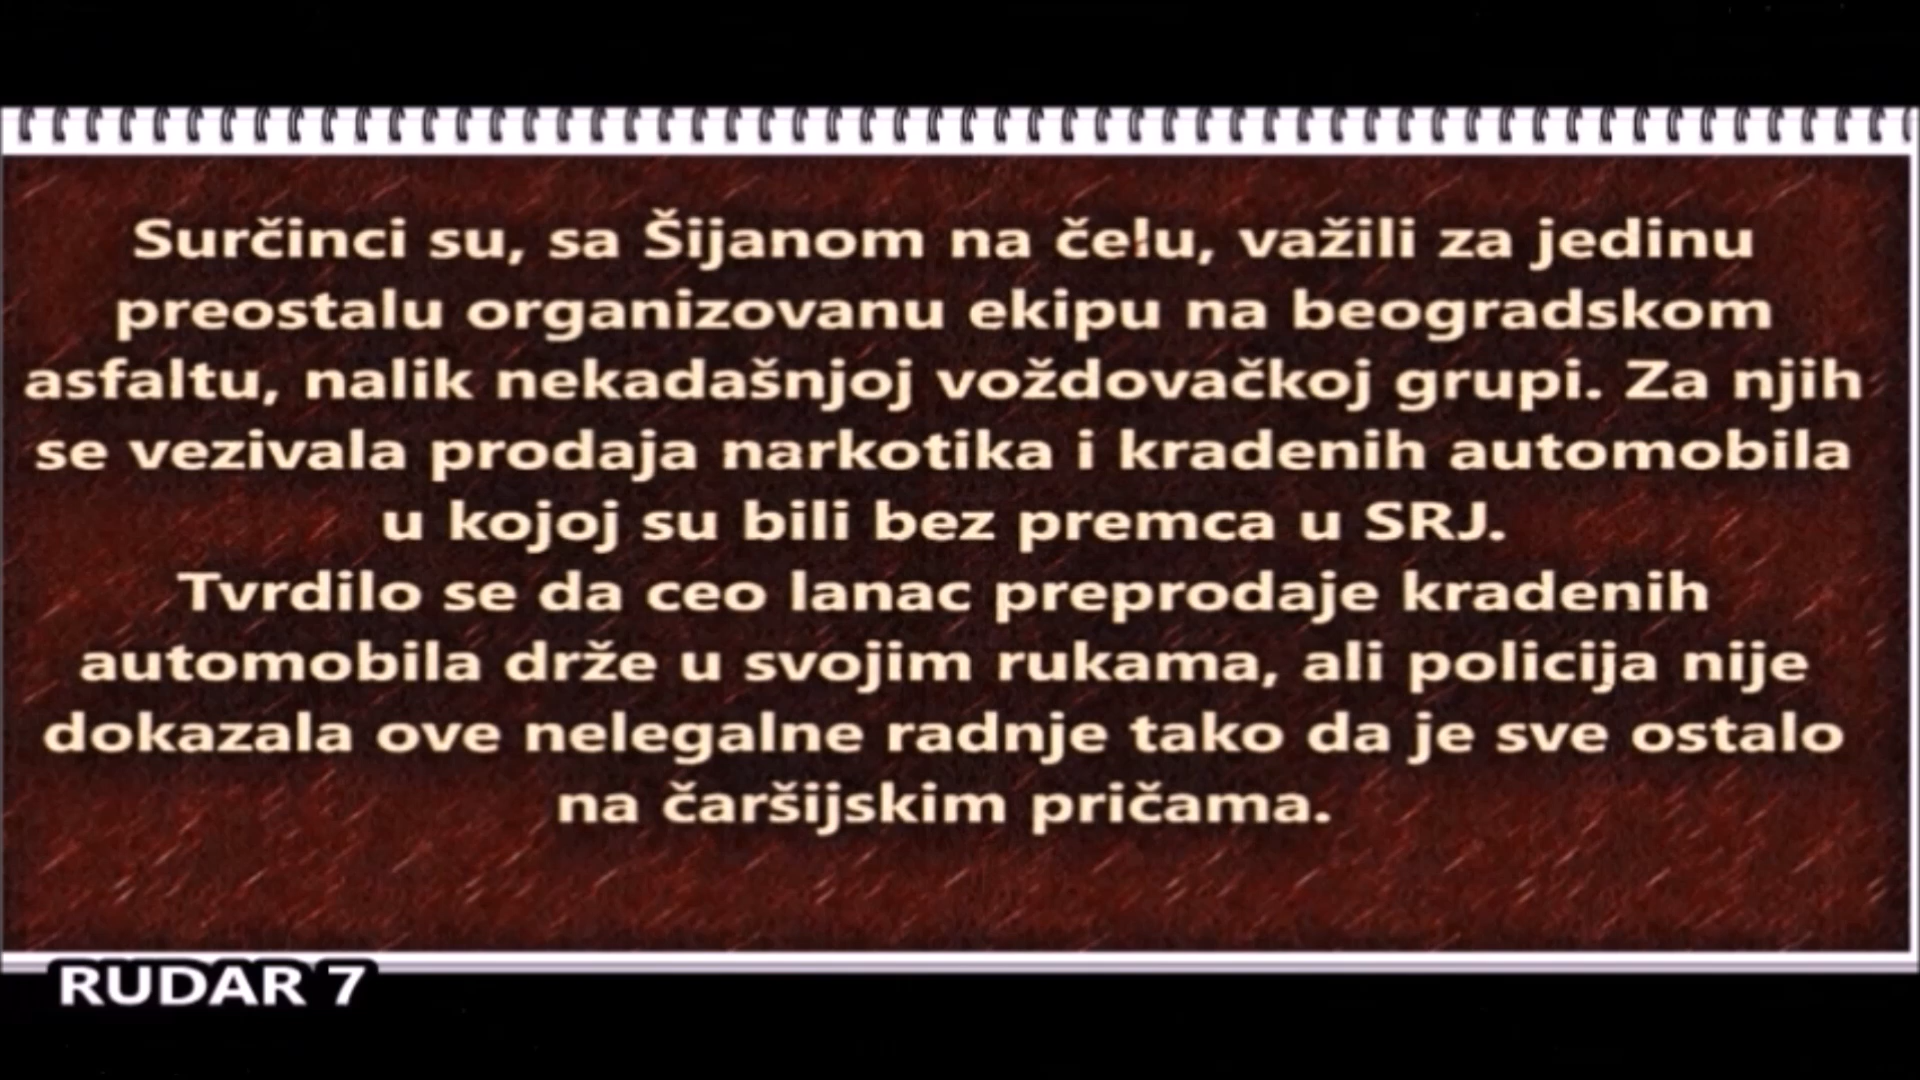 Surčinci su, sa Šijanom na čelu, važili za jedinu
preostalu organizovanu ekipu na beogradskom
asfaltu, nalik nekadašnjoj voždovačkoj grupi. Za njih
se vezivala prodaja narkotika i kradenih automobila
u kojoj su bili bez premca u SRJ.
Tvrdilo se da ceo lanac preprodaje kradenih
automobila drže u svojim rukama, ali policija nije
dokazala ove nelegalne radnje tako da je sve ostalo
na čaršijskim pričama.
RUDAR 7